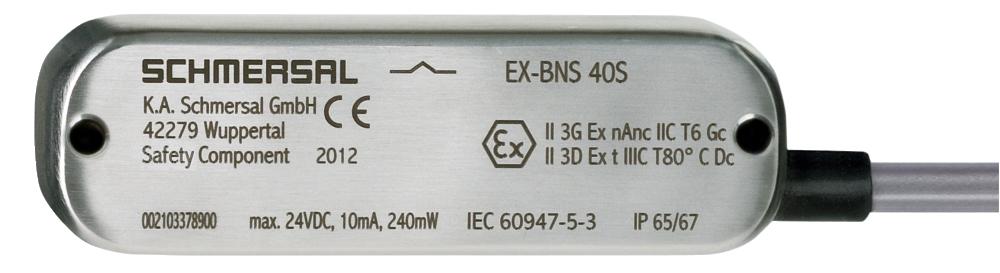 SCHMERSAL
EX-BNS 40S
K.A. Schmersal GmbH CE
42279 Wuppertal
Safety Component 2012
Ex II 3G Ex nAnc IIC T6 Gc
II 3D Ex t IIIC T80° C Dc
002103378900 max. 24VDC, 10mA, 240mW IEC 60947-5-3 IP 65/67